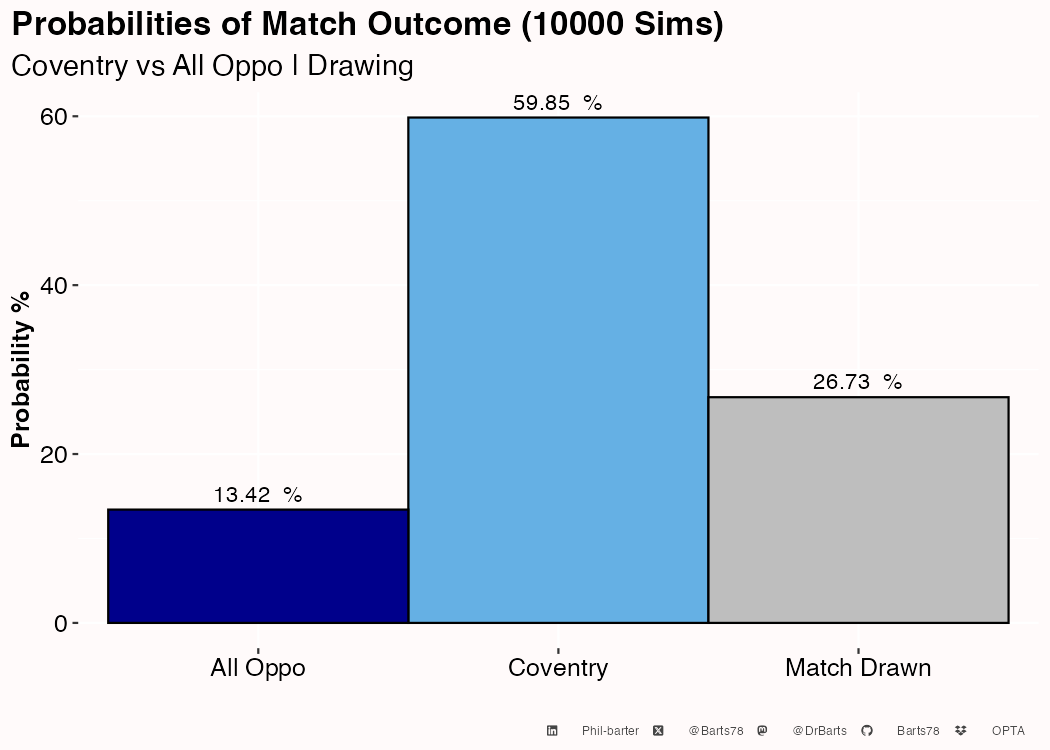 Probabilities of Match Outcome (10000 Sims)
Coventry vs All Oppo | Drawing
Probability %
60
40
20
0
13.42 %
59.85 %
26.73 %
All Oppo
Coventry
Match Drawn
Phil-barter @Barts78 @DrBarts Barts78 OPTA